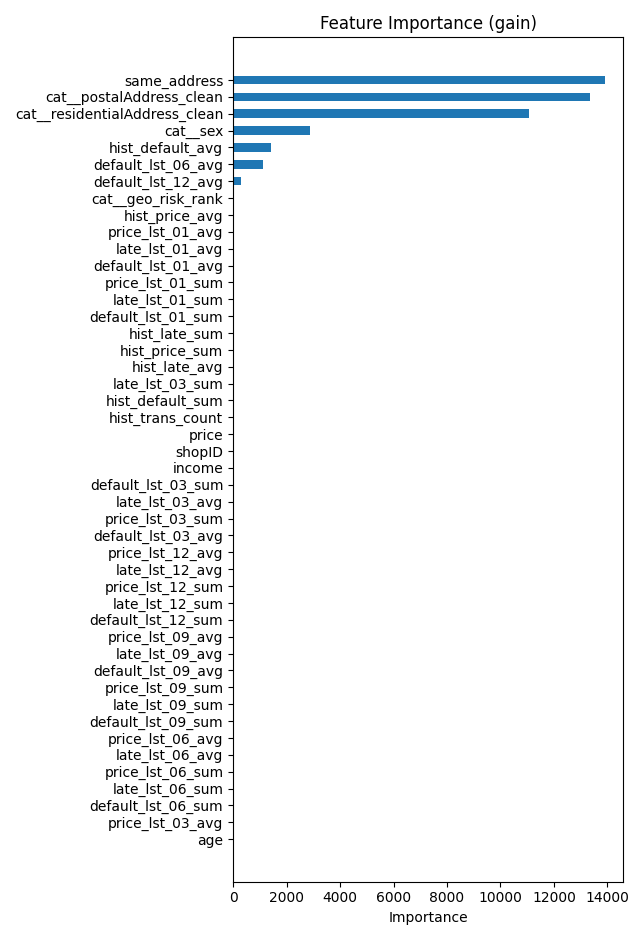 Feature Importance (gain)
same_address
cat__postalAddress_clean
cat__residentialAddress_clean
cat__sex
hist_default_avg
default_lst_06_avg
default_lst_12_avg
cat__geo_risk_rank
hist_price_avg
price_lst_01_avg
late_lst_01_avg
default_lst_01_avg
price_lst_01_sum
late_lst_01_sum
default_lst_01_sum
hist_late_sum
hist_price_sum
hist_late_avg
late_lst_03_sum
hist_default_sum
hist_trans_count
price
shopID
income
default_lst_03_sum
late_lst_03_avg
price_lst_03_sum
default_lst_03_avg
price_lst_12_avg
late_lst_12_avg
price_lst_12_sum
late_lst_12_sum
default_lst_12_sum
price_lst_09_avg
late_lst_09_avg
default_lst_09_avg
price_lst_09_sum
late_lst_09_sum
default_lst_09_sum
price_lst_06_avg
late_lst_06_avg
price_lst_06_sum
late_lst_06_sum
default_lst_06_sum
price_lst_03_avg
age
0 2000 4000 6000 8000 10000 12000 14000
Importance